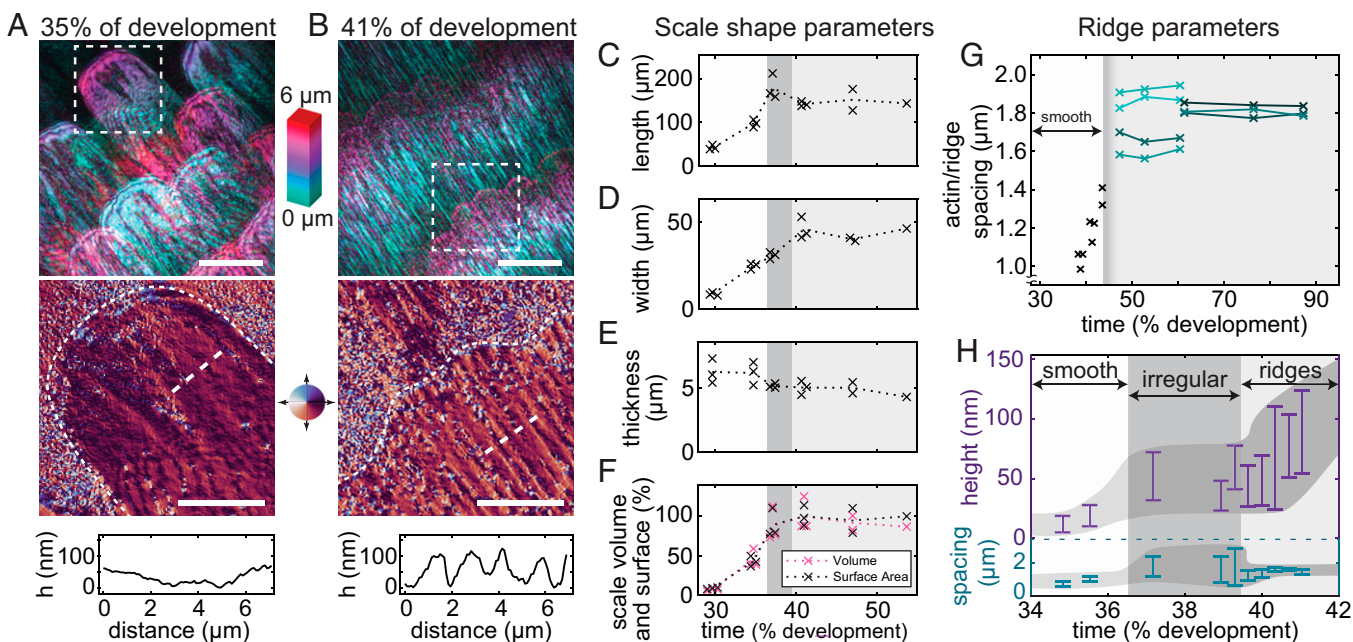 A 35% of development
B 41% of development
6 µm
0 µm
h (nm)
100
0
0 2 4 6
distance (µm)
h (nm)
100
0
0 2 4 6
distance (µm)
Scale shape parameters
C
length (µm)
200
100
0
D
width (µm)
50
0
E
thickness
(µm)
5
0
F
scale volume
and surface (%)
100
50
0
Volume
Surface Area
30 40 50
time (% development)
Ridge parameters
G
actin/ridge
spacing (µm)
2.0
1.8
1.6
1.4
1.2
1.0
smooth
30 50 70 90
time (% development)
H
smooth
irregular
ridges
height (nm)
150
100
50
0
spacing
(µm)
2
0
34 36 38 40 42
time (% development)